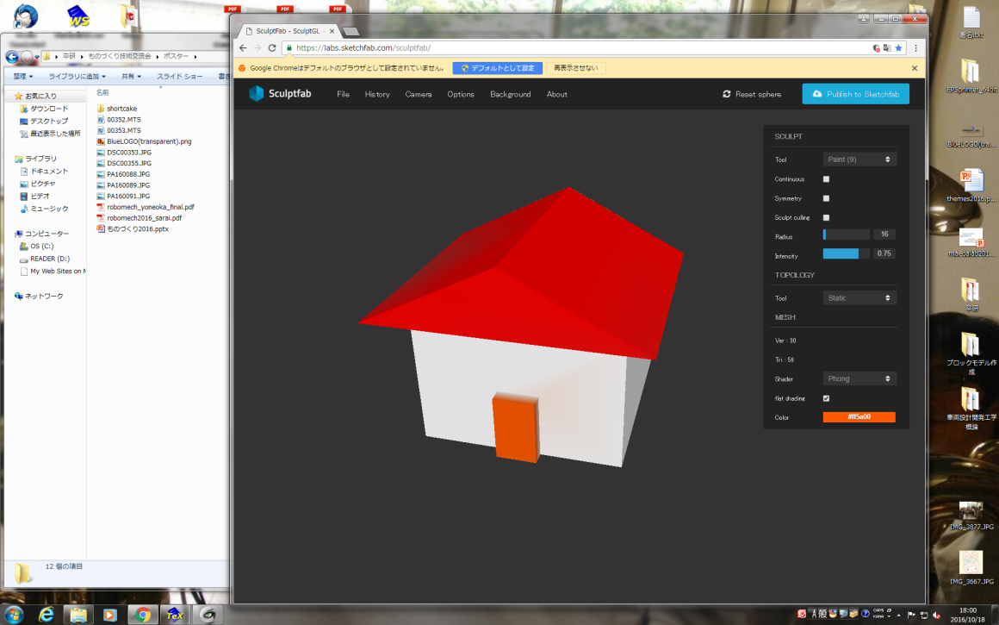 WS
PDF
PDF
PDF
卒研
ものづくり技術交流会
ポスター
整理
ライブラリに追加
共有
スライド ショー
お気に入り
ダウンロード
デスクトップ
最近表示した場所
ライブラリ
ドキュメント
ピクチャ
ビデオ
ミュージック
コンピューター
OS (C:)
READER (D:)
My Web Sites on M
ネットワーク
名前
shortcake
00352.MTS
00353.MTS
BlueLOGO(transparent).png
DSC00353.JPG
DSC00355.JPG
PA160088.JPG
PA160089.JPG
PA160091.JPG
robomech_yoneoka_final.pdf
robomech2016_sarai.pdf
ものづくり2016.pptx
12 個の項目
SculptFab - SculptGL -
https://labs.sketchfab.com/sculptfab/
Google Chromeはデフォルトのブラウザとして設定されていません。
デフォルトとして設定
再表示させない
Sculptfab
File
History
Camera
Options
Background
About
Reset sphere
Publish to Sketchfab
SCULPT
Tool
Paint (9)
Continuous
Symmetry
Sculpt culling
Radius
16
Intensity
0.75
TOPOLOGY
Tool
Static
MESH
Ver : 30
Tri : 56
Shader
Phong
flat shading
Color
#ff5a00
署名.txt
EPSprinter_64bit
BlueLOGO(tra...
themes2016.p...
maedalab201...
卒研
ブロックモデル作
成
車両設計開発工学
概論
IMG_3877.JPG
IMG_3667.JPG
TeX
A 般
CAPS
KANA
18:00
2016/10/18